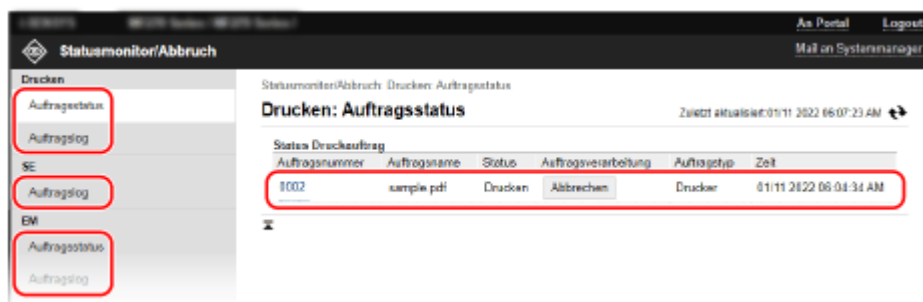 An Portal Logout
Statusmonitor/Abbruch
Mail an Systemmanager
Drucken
Auftragsstatus
Auftragslog
SE
Auftragslog
EM
Auftragsstatus
Auftragslog
Statusmonitor/Abbruch: Drucken: Auftragsstatus
Drucken: Auftragsstatus
Zuletzt aktualisiert:01/11 2022 06:07:23 AM
Status Druckauftrag
Auftragsnummer Auftragsname Status Auftragsverarbeitung Auftragstyp Zeit
0002 sample.pdf Drucken Abbrechen Drucker 01/11 2022 06:04:34 AM